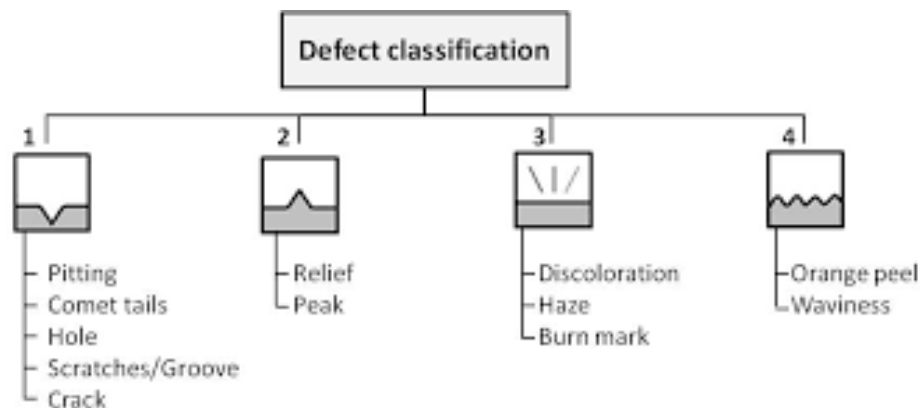 Defect classification
1
2
3
4
Pitting
Comet tails
Hole
Scratches/Groove
Crack
Relief
Peak
Discoloration
Haze
Burn mark
Orange peel
Waviness